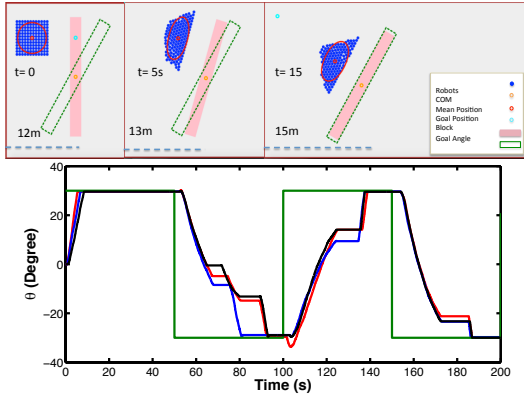 t= 0
12m
t= 5s
13m
t= 15
15m
Robots
COM
Mean Position
Goal Position
Block
Goal Angle
40
20
0
−20
−40
θ (Degree)
0 20 40 60 80 100 120 140 160 180 200
Time (s)